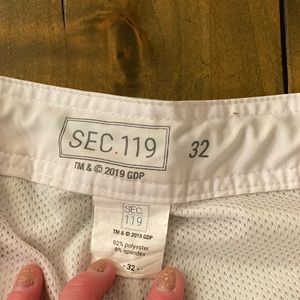 SEC. 119
32
TM & © 2019 GDP
SEC.
119
TM & © 2019 GDP
92% polyester
8% spandex
- 32 -